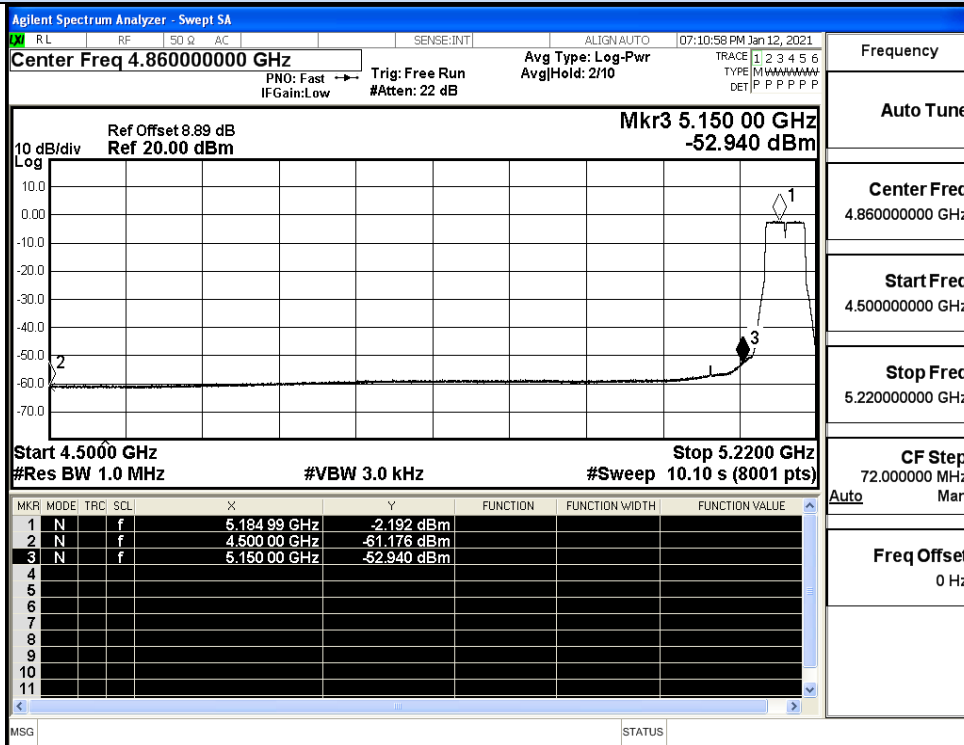 Agilent Spectrum Analyzer - Swept SA
LXI RL RF 50 Ω AC SENSE:INT ALIGNAUTO 07:10:58 PM Jan 12, 2021
Center Freq 4.860000000 GHz
PNO: Fast
IFGain:Low
Trig: Free Run
#Atten: 22 dB
Avg Type: Log-Pwr
Avg|Hold: 2/10
TRACE 1 2 3 4 5 6
TYPE M WWWWW
DET P P P P P P
Mkr3 5.150 00 GHz
-52.940 dBm
Ref Offset 8.89 dB
10 dB/div Ref 20.00 dBm
Log
10.0
0.00
-10.0
-20.0
-30.0
-40.0
-50.0
-60.0
-70.0
1
2
3
Start 4.5000 GHz Stop 5.2200 GHz
#Res BW 1.0 MHz #VBW 3.0 kHz #Sweep 10.10 s (8001 pts)
MKR MODE TRC SCL X Y FUNCTION FUNCTION WIDTH FUNCTION VALUE
1 N f 5.184 99 GHz -2.192 dBm
2 N f 4.500 00 GHz -61.176 dBm
3 N f 5.150 00 GHz -52.940 dBm
4
5
6
7
8
9
10
11
MSG STATUS
Frequency
Auto Tune
Center Freq
4.860000000 GHz
Start Freq
4.500000000 GHz
Stop Freq
5.220000000 GHz
CF Step
72.000000 MHz
Auto Man
Freq Offset
0 Hz